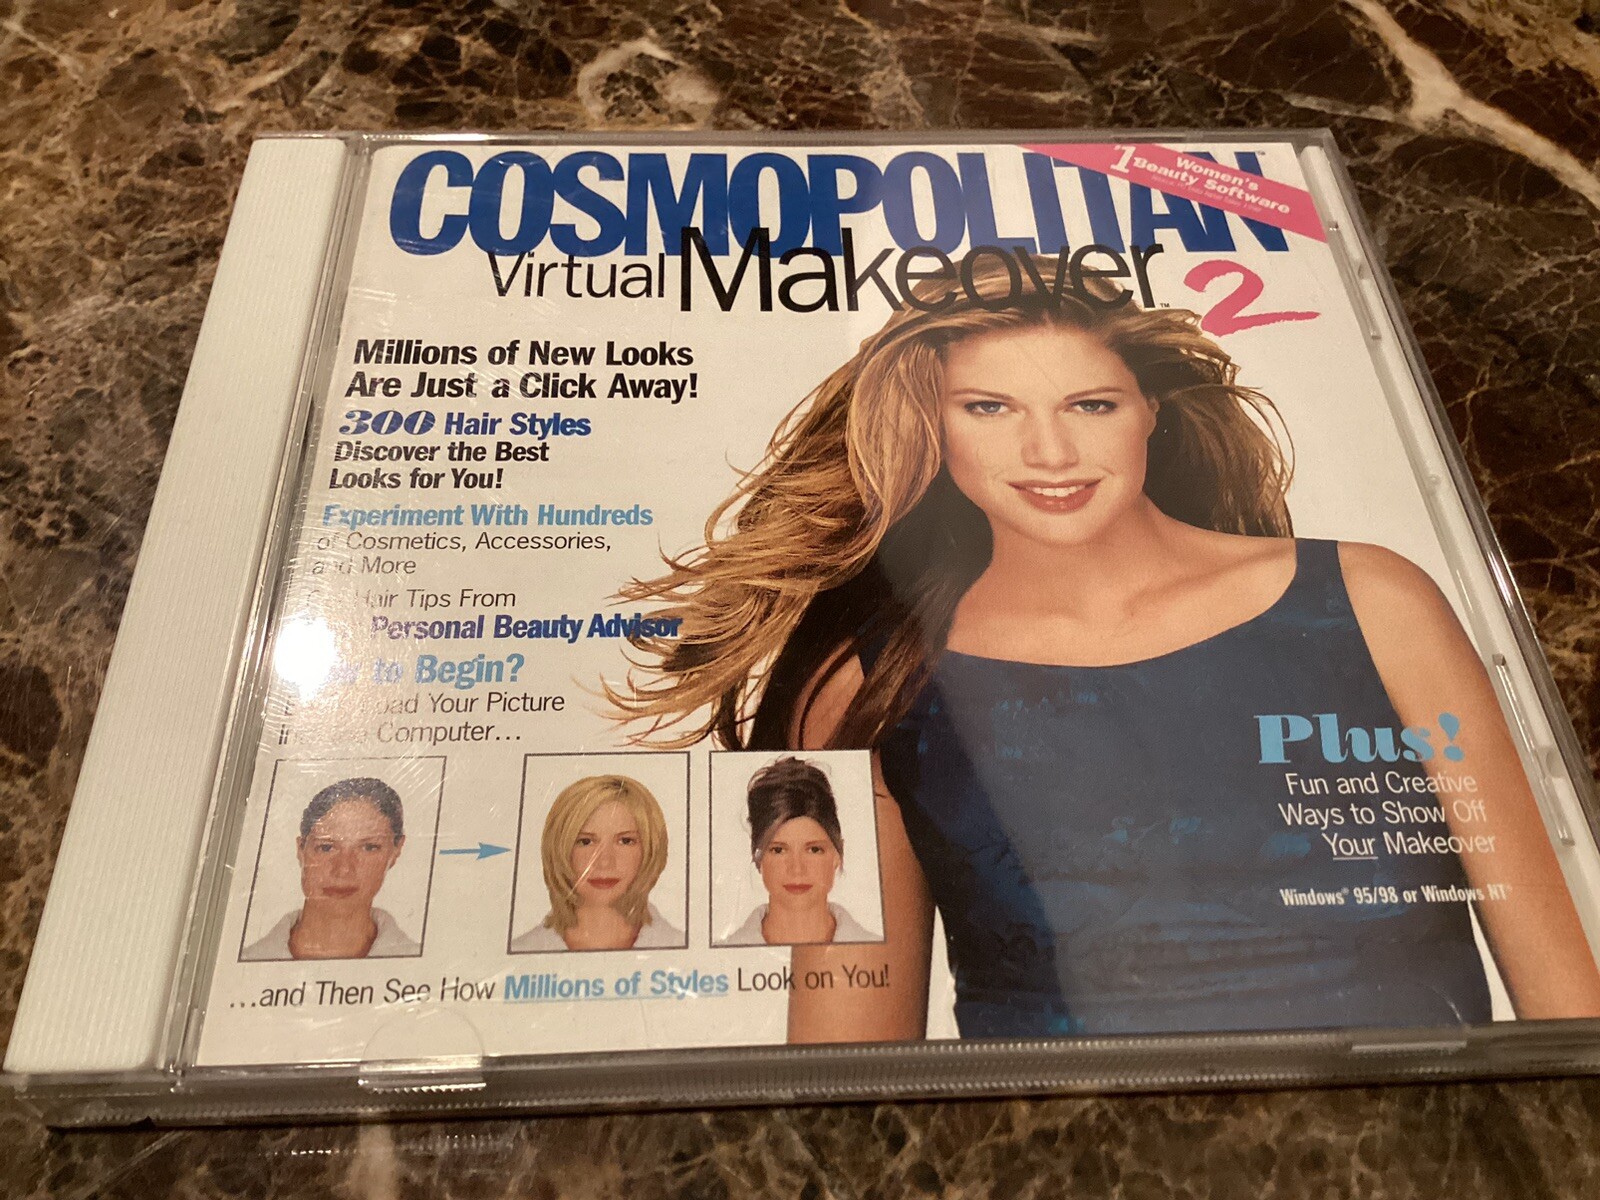 COSMOPOLITAN
#1 Women's
Beauty Software
Virtual Makeover™ 2
Millions of New Looks
Are Just a Click Away!
300 Hair Styles
Discover the Best
Looks for You!
Experiment With Hundreds
of Cosmetics, Accessories,
and More
Hair Tips From
Personal Beauty Advisor
to Begin?
Your Picture
Computer...
...and Then See How Millions of Styles Look on You!
Plus!
Fun and Creative
Ways to Show Off
Your Makeover
Windows® 95/98 or Windows NT®